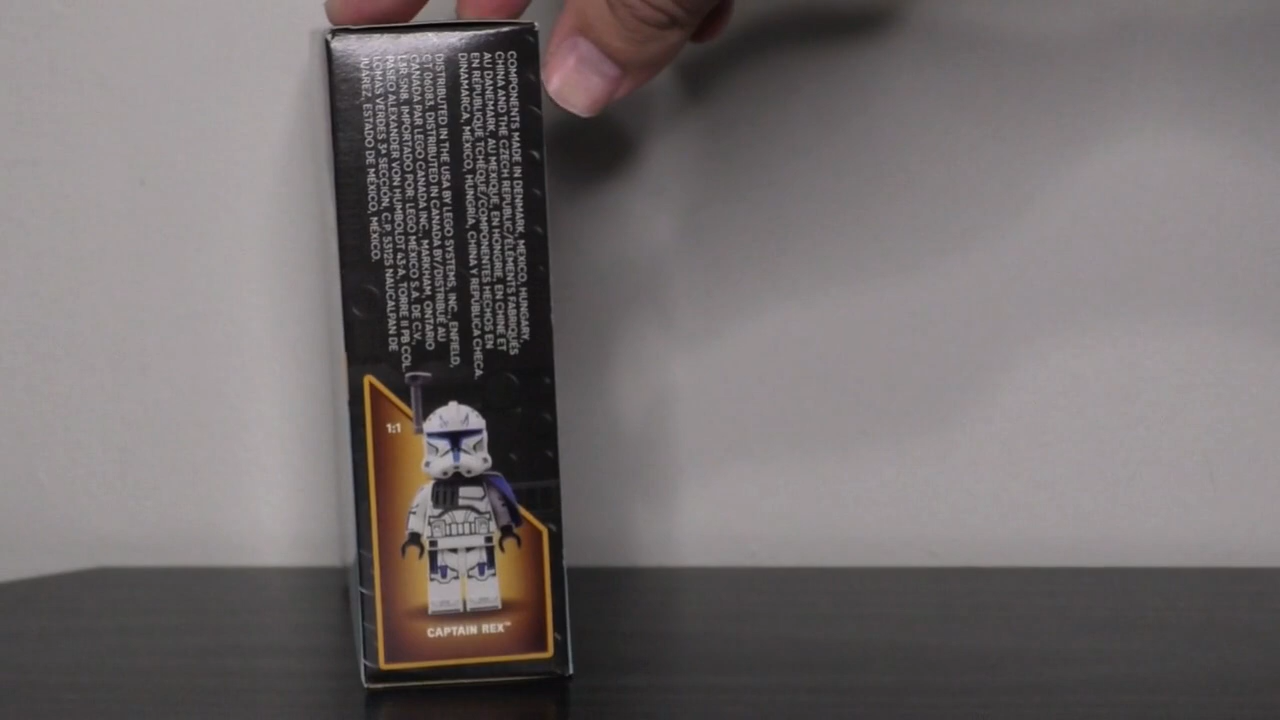 COMPONENTS MADE IN DENMARK, MEXICO, HUNGARY,
CHINA AND THE CZECH REPUBLIC/ÉLÉMENTS FABRIQUÉS
AU DANEMARK, AU MEXIQUE, EN HONGRIE, EN CHINE ET
EN RÉPUBLIQUE TCHÈQUE/COMPONENTES HECHOS EN
DINAMARCA, MÉXICO, HUNGRÍA, CHINA Y REPÚBLICA CHECA.
DISTRIBUTED IN THE USA BY LEGO SYSTEMS, INC., ENFIELD,
CT 06083. DISTRIBUTED IN CANADA BY/DISTRIBUÉ AU
CANADA PAR LEGO CANADA INC., MARKHAM, ONTARIO
L3R 5N8. IMPORTADO POR: LEGO MÉXICO S.A. DE C.V.,
PASEO ALEXANDER VON HUMBOLDT 43-A, TORRE II PB COL.
LOMAS VERDES 3ª SECCIÓN, C.P. 53125 NAUCALPAN DE
JUÁREZ, ESTADO DE MÉXICO, MÉXICO.
1:1
CAPTAIN REX™